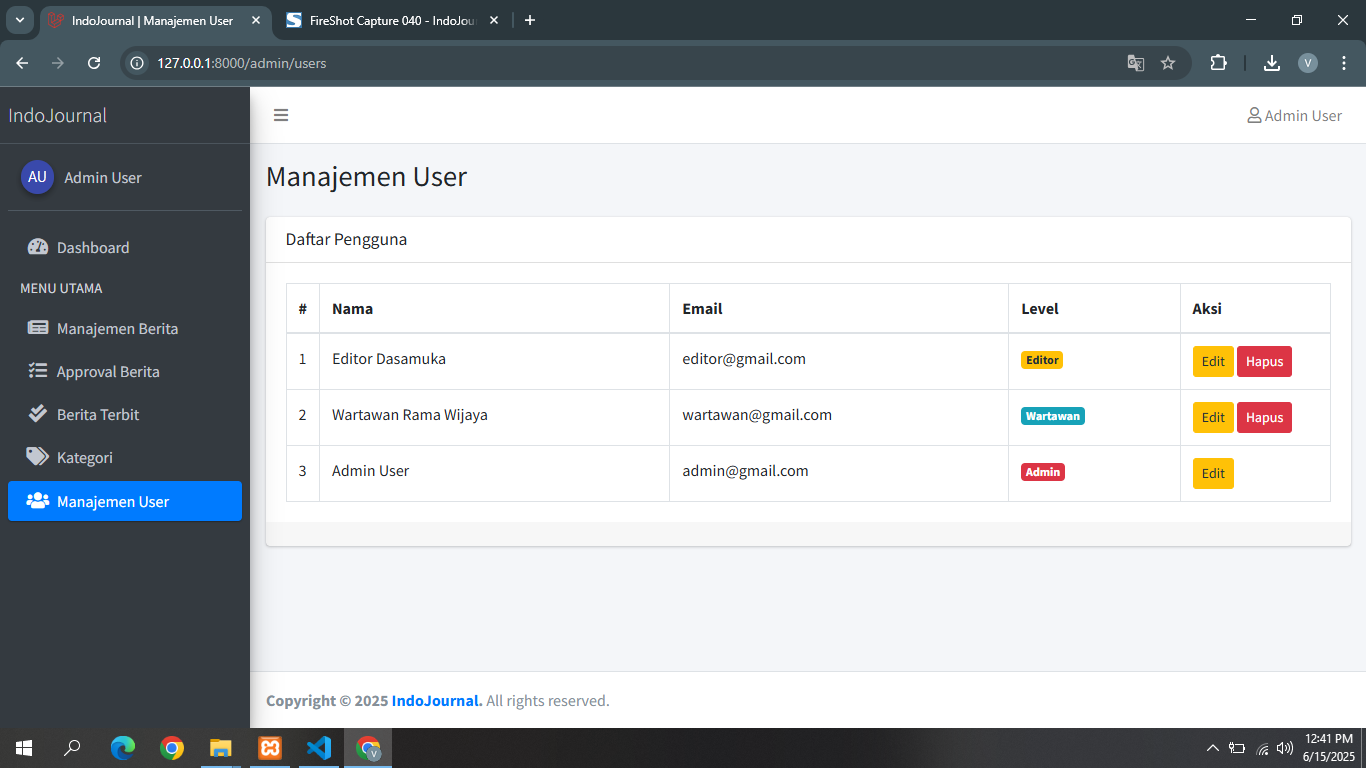 IndoJournal | Manajemen User
FireShot Capture 040 - IndoJou
127.0.0.1:8000/admin/users
V
IndoJournal
Admin User
AU
Admin User
Manajemen User
Dashboard
MENU UTAMA
Manajemen Berita
Approval Berita
Berita Terbit
Kategori
Manajemen User
Daftar Pengguna
# Nama Email Level Aksi
1 Editor Dasamuka editor@gmail.com Editor Edit Hapus
2 Wartawan Rama Wijaya wartawan@gmail.com Wartawan Edit Hapus
3 Admin User admin@gmail.com Admin Edit
Copyright © 2025 IndoJournal. All rights reserved.
V
12:41 PM
6/15/2025